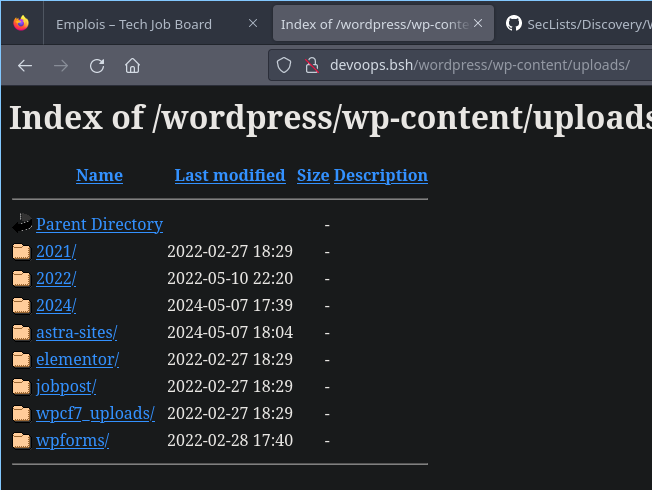 Emplois – Tech Job Board
Index of /wordpress/wp-conte
SecLists/Discovery/
devoops.bsh/wordpress/wp-content/uploads/
Index of /wordpress/wp-content/uploads
Name Last modified Size Description
Parent Directory -
2021/ 2022-02-27 18:29 -
2022/ 2022-05-10 22:20 -
2024/ 2024-05-07 17:39 -
astra-sites/ 2024-05-07 18:04 -
elementor/ 2022-02-27 18:29 -
jobpost/ 2022-02-27 18:29 -
wpcf7_uploads/ 2022-02-27 18:29 -
wpforms/ 2022-02-28 17:40 -